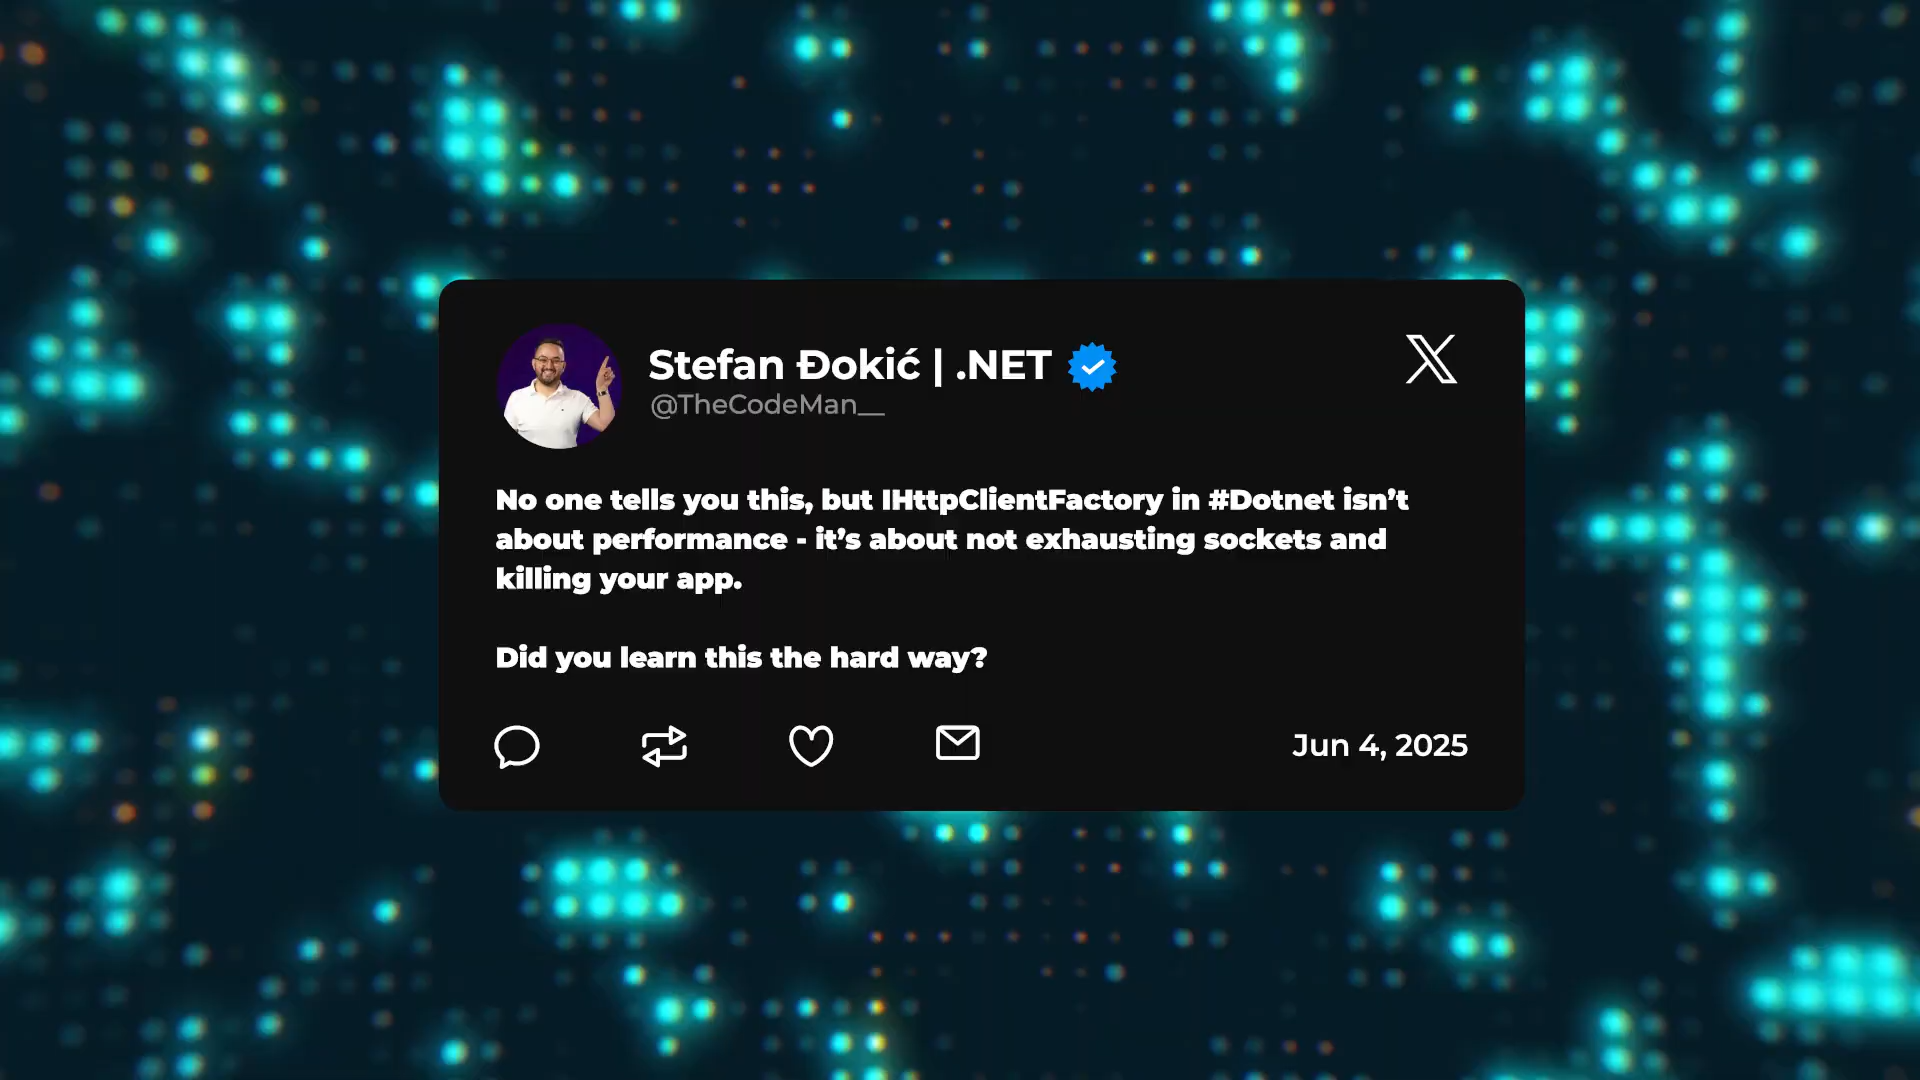 Stefan Đokić | .NET
@TheCodeMan__
No one tells you this, but IHttpClientFactory in #Dotnet isn’t
about performance - it’s about not exhausting sockets and
killing your app.
Did you learn this the hard way?
Jun 4, 2025